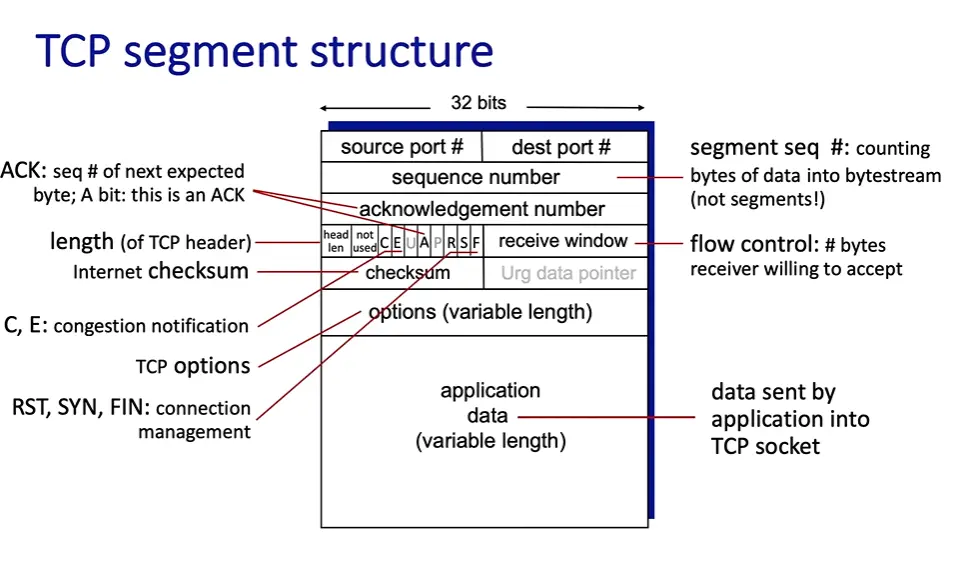 TCP segment structure
32 bits
source port #
dest port #
sequence number
acknowledgement number
head
len
not
used
C E U A P R S F
receive window
checksum
Urg data pointer
options (variable length)
application
data
(variable length)
ACK: seq # of next expected
byte; A bit: this is an ACK
length (of TCP header)
Internet checksum
C, E: congestion notification
TCP options
RST, SYN, FIN: connection
management
segment seq #: counting
bytes of data into bytestream
(not segments!)
flow control: # bytes
receiver willing to accept
data sent by
application into
TCP socket